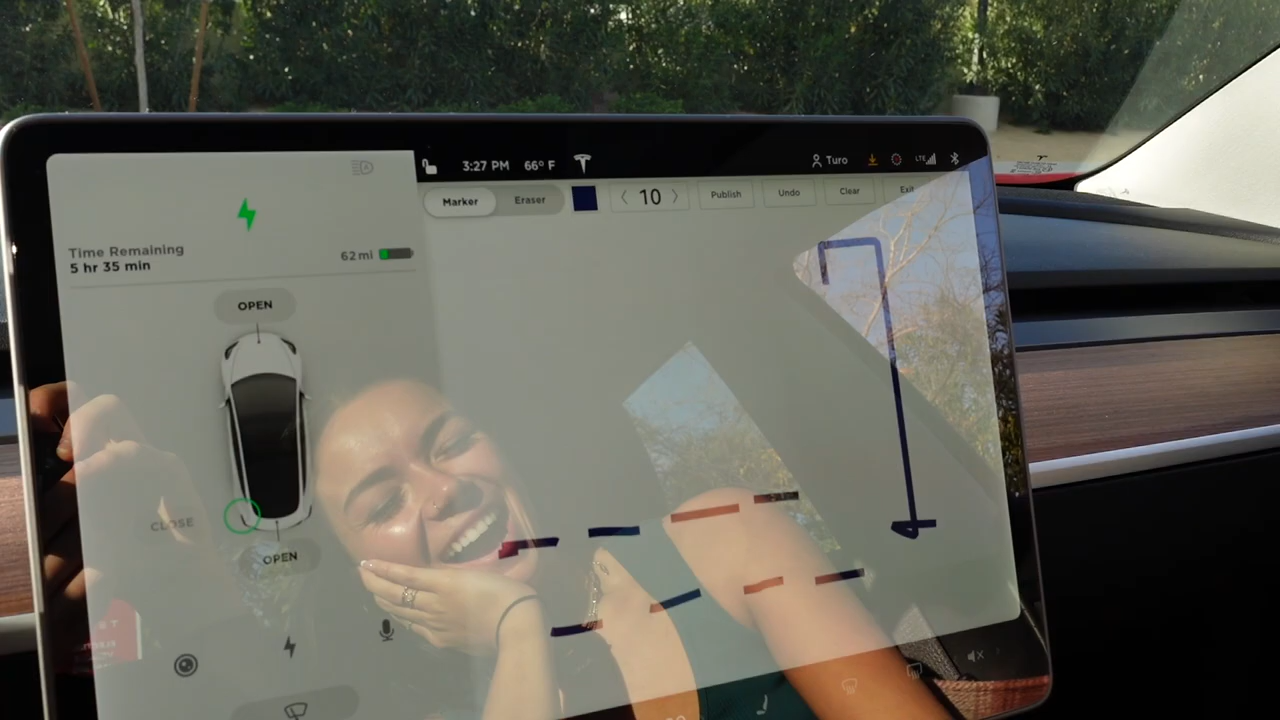 3:27 PM 66° F Turo LTE
Marker Eraser < 10 > Publish Undo Clear Exit
Time Remaining
5 hr 35 min 62 mi
OPEN
CLOSE
OPEN